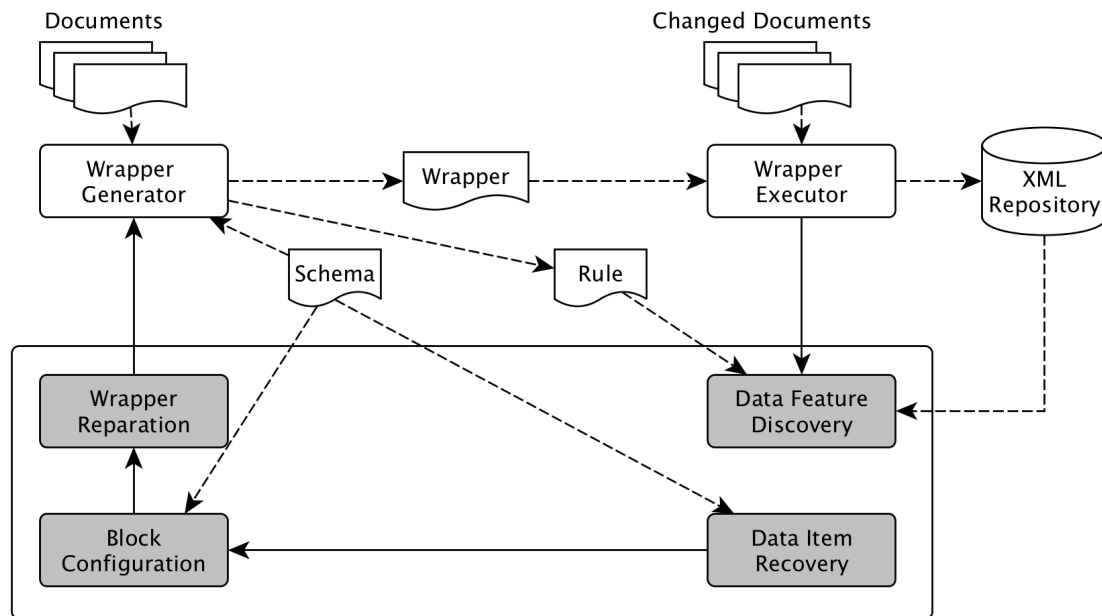 Documents
Changed Documents
Wrapper
Generator
Wrapper
Wrapper
Executor
XML
Repository
Schema
Rule
Wrapper
Reparation
Data Feature
Discovery
Block
Configuration
Data Item
Recovery